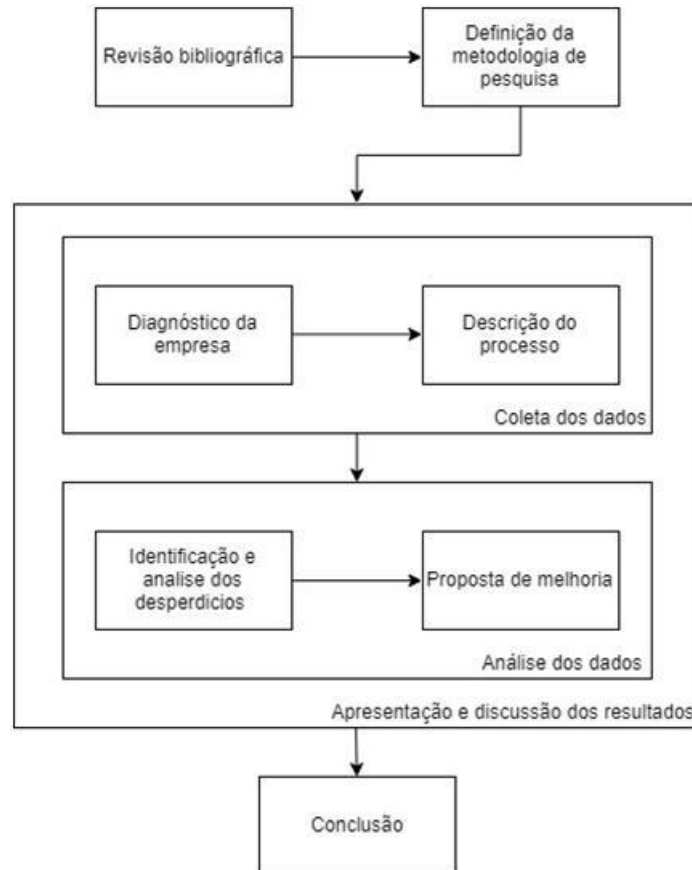 Revisão bibliográfica
Definição da
metodologia de
pesquisa
Diagnóstico da
empresa
Descrição do
processo
Coleta dos dados
Identificação e
analise dos
desperdicios
Proposta de melhoria
Análise dos dados
Apresentação e discussão dos resultados
Conclusão